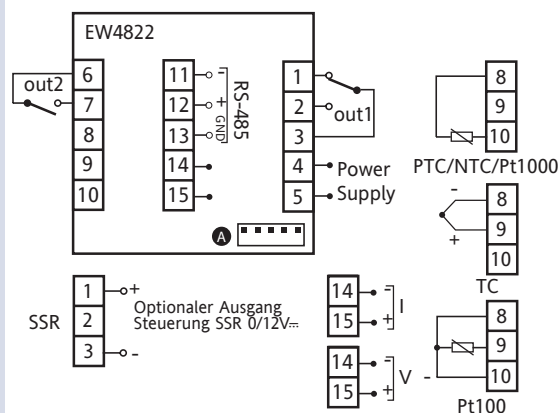 EW4822
out2
6
7
8
9
10
11 -
12 +
13 GND
14
15
RS-485
1
2
3
4
5
out1
Power
Supply
A
8
9
10
PTC/NTC/Pt1000
-
+
8
9
10
TC
SSR
1 +
2
3 -
Optionaler Ausgang
Steuerung SSR 0/12V⎓
14 -
15 +
I
14 -
15 +
V
8
9
- 10
Pt100